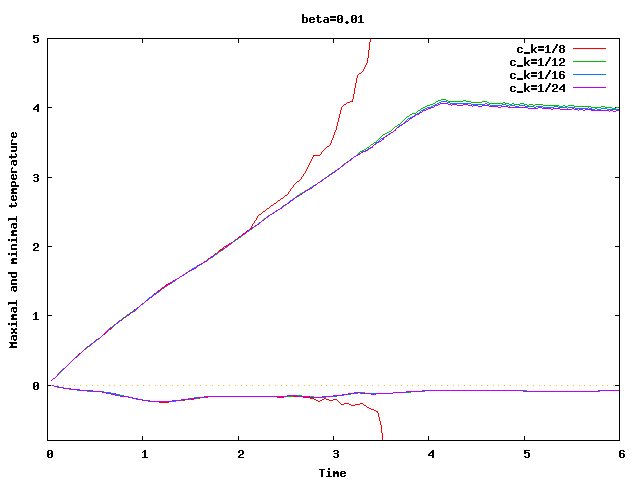 beta=0.01
5
4
3
2
1
0
Maximal and minimal temperature
c_k=1/8
c_k=1/12
c_k=1/16
c_k=1/24
0 1 2 3 4 5 6
Time